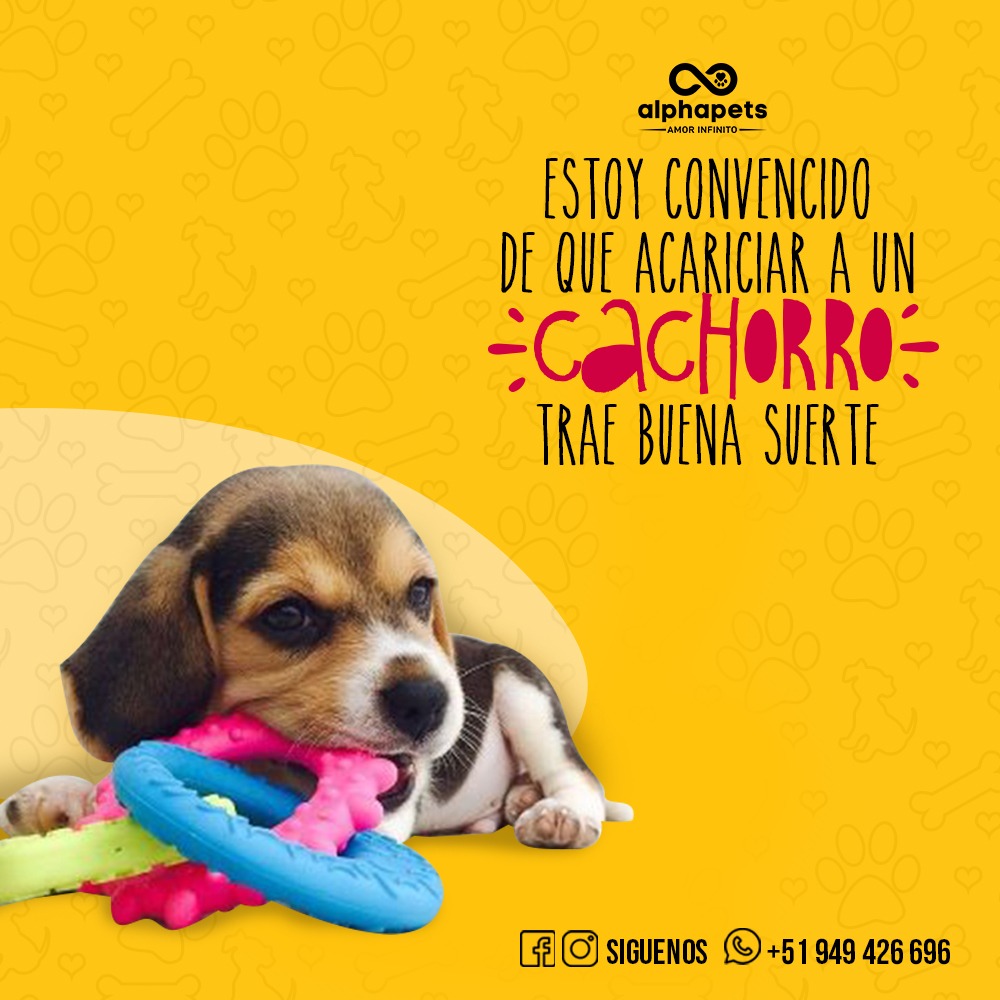 alphapets
AMOR INFINITO
ESTOY CONVENCIDO
DE QUE ACARICIAR A UN
CACHORRO
TRAE BUENA SUERTE
SIGUENOS +51 949 426 696